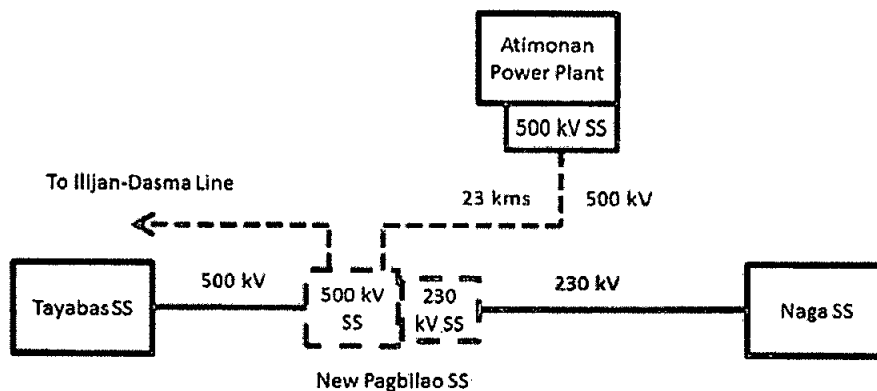 Atimonan
Power Plant
500 kV SS
To Illjan-Dasma Line
23 kms
500 kV
500 kV
230 kV
Tayabas SS
500 kV
SS
230
kV SS
Naga SS
New Pagbilao SS